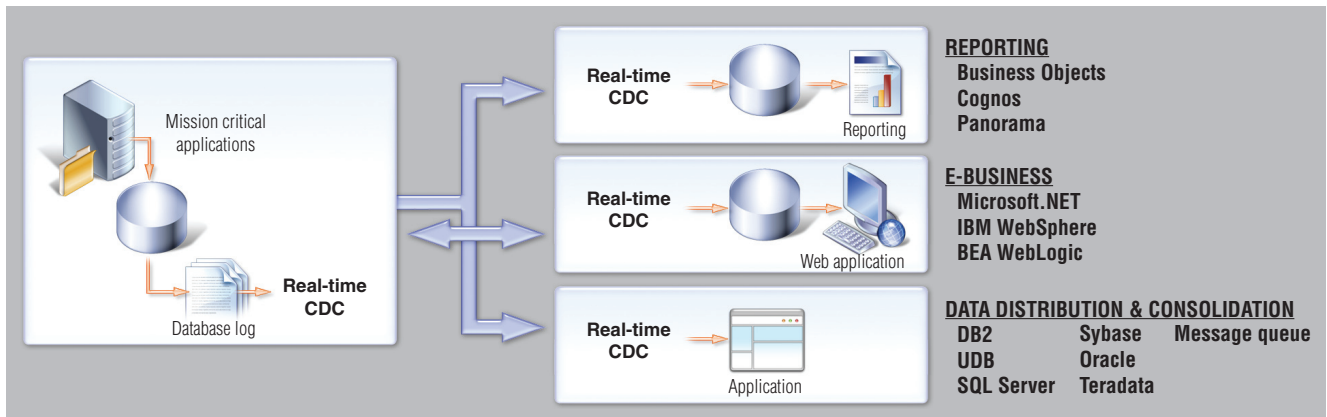 Mission critical
applications
Database log
Real-time
CDC
Real-time
CDC
Reporting
REPORTING
Business Objects
Cognos
Panorama
Real-time
CDC
Web application
E-BUSINESS
Microsoft.NET
IBM WebSphere
BEA WebLogic
Real-time
CDC
Application
DATA DISTRIBUTION & CONSOLIDATION
DB2 Sybase Message queue
UDB Oracle
SQL Server Teradata